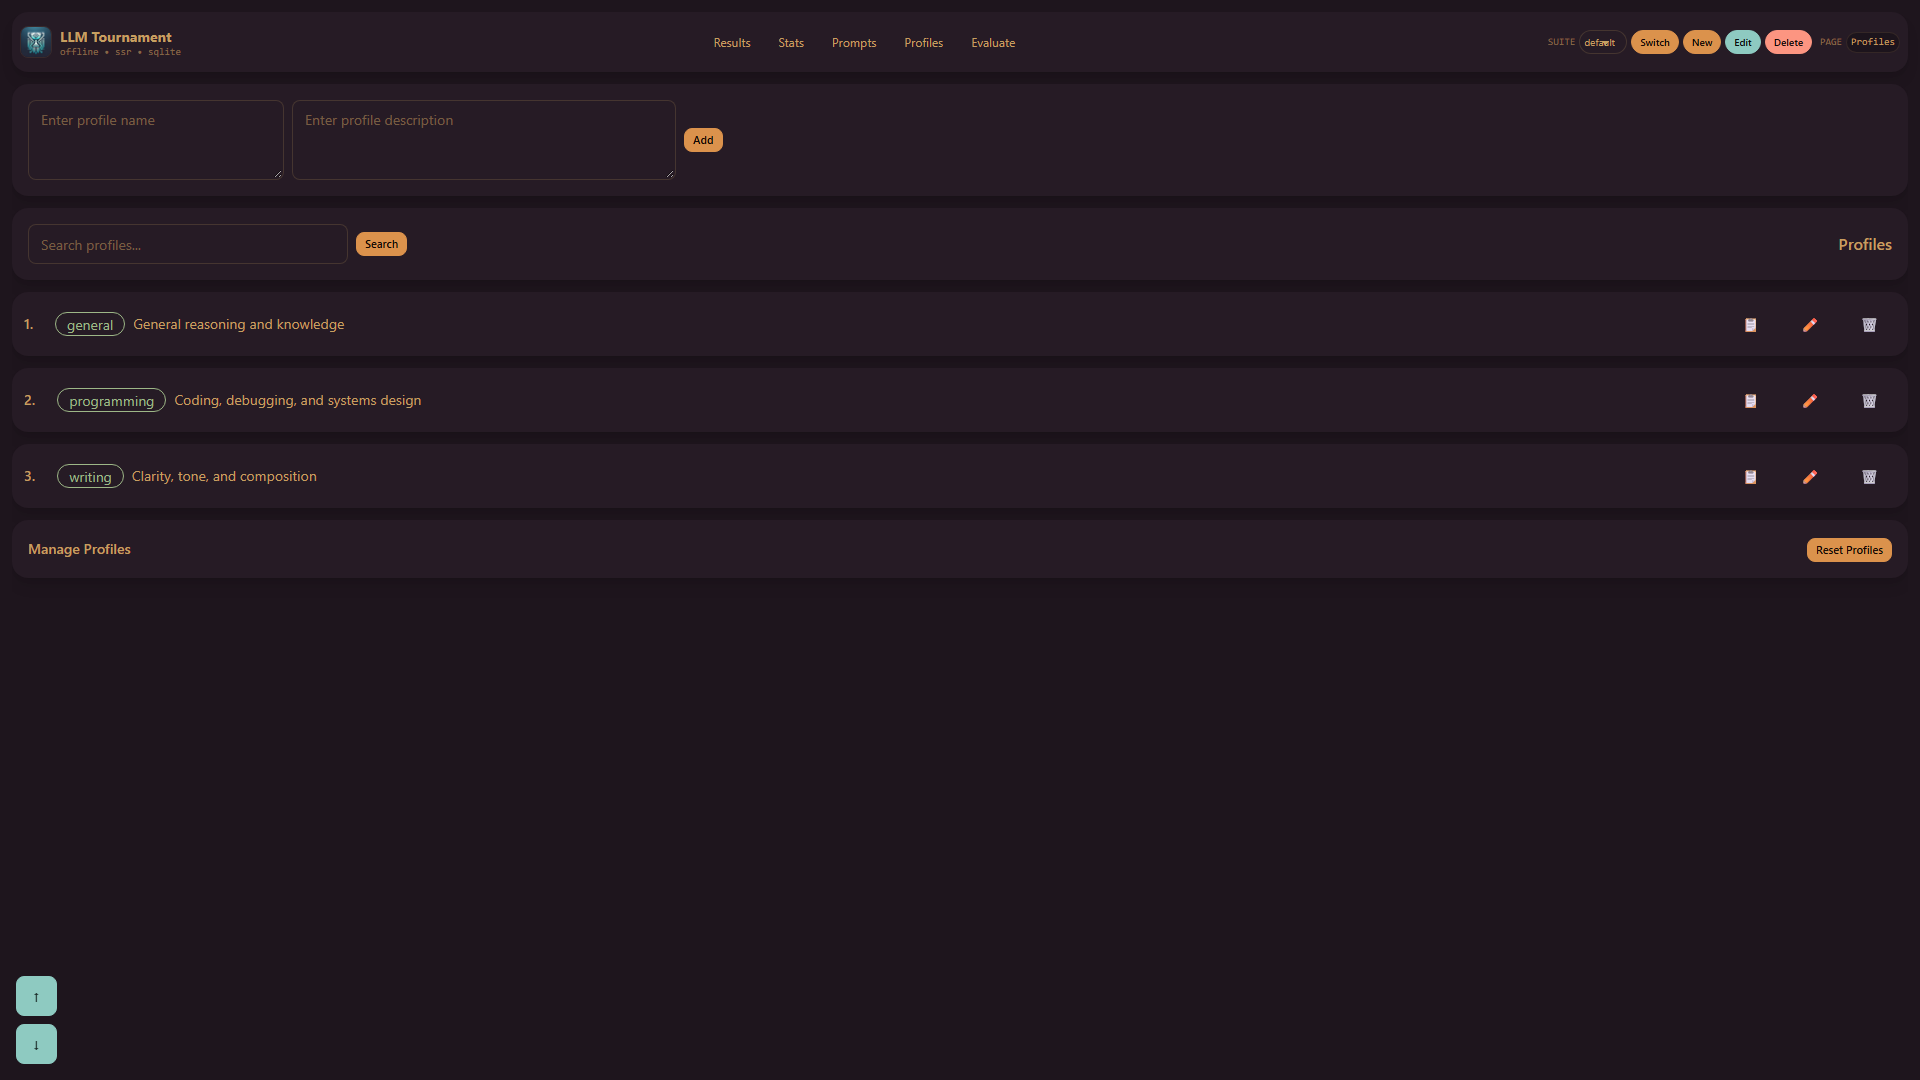 LLM Tournament
offline • ssr • sqlite
Results Stats Prompts Profiles Evaluate
SUITE default Switch New Edit Delete PAGE Profiles
Enter profile name
Enter profile description
Add
Search profiles...
Search
Profiles
1. general General reasoning and knowledge
2. programming Coding, debugging, and systems design
3. writing Clarity, tone, and composition
Manage Profiles
Reset Profiles
↑
↓